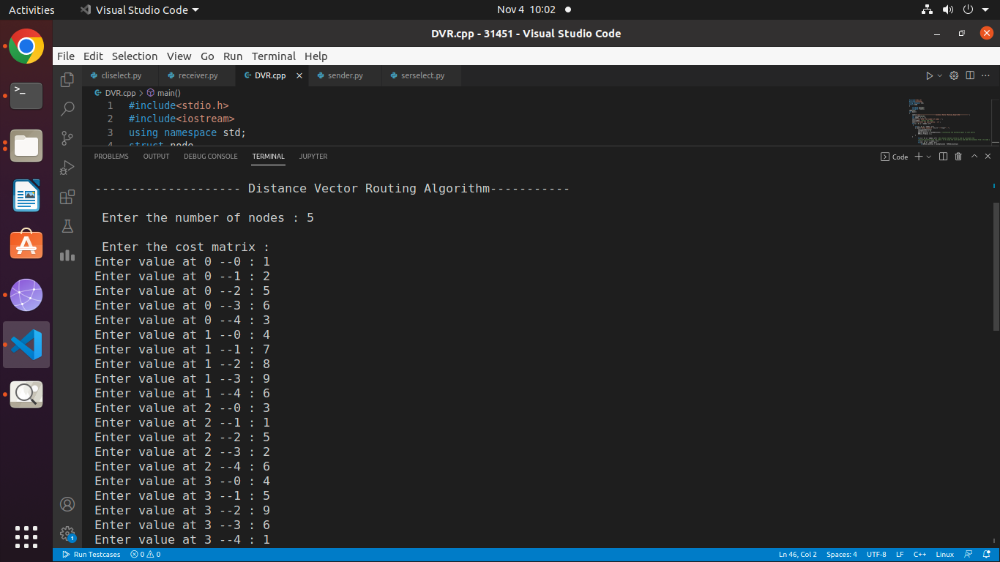 Activities Visual Studio Code Nov 4 10:02
DVR.cpp - 31451 - Visual Studio Code
File Edit Selection View Go Run Terminal Help
cliselect.py receiver.py DVR.cpp sender.py serselect.py
DVR.cpp main()
1 #include<stdio.h>
2 #include<iostream>
3 using namespace std;
4 struct node
PROBLEMS OUTPUT DEBUG CONSOLE TERMINAL JUPYTER Code
-------------------- Distance Vector Routing Algorithm-----------
Enter the number of nodes : 5
Enter the cost matrix :
Enter value at 0 --0 : 1
Enter value at 0 --1 : 2
Enter value at 0 --2 : 5
Enter value at 0 --3 : 6
Enter value at 0 --4 : 3
Enter value at 1 --0 : 4
Enter value at 1 --1 : 7
Enter value at 1 --2 : 8
Enter value at 1 --3 : 9
Enter value at 1 --4 : 6
Enter value at 2 --0 : 3
Enter value at 2 --1 : 1
Enter value at 2 --2 : 5
Enter value at 2 --3 : 2
Enter value at 2 --4 : 6
Enter value at 3 --0 : 4
Enter value at 3 --1 : 5
Enter value at 3 --2 : 9
Enter value at 3 --3 : 6
Enter value at 3 --4 : 1
1
Run Testcases 0 0 Ln 46, Col 2 Spaces: 4 UTF-8 LF C++ Linux